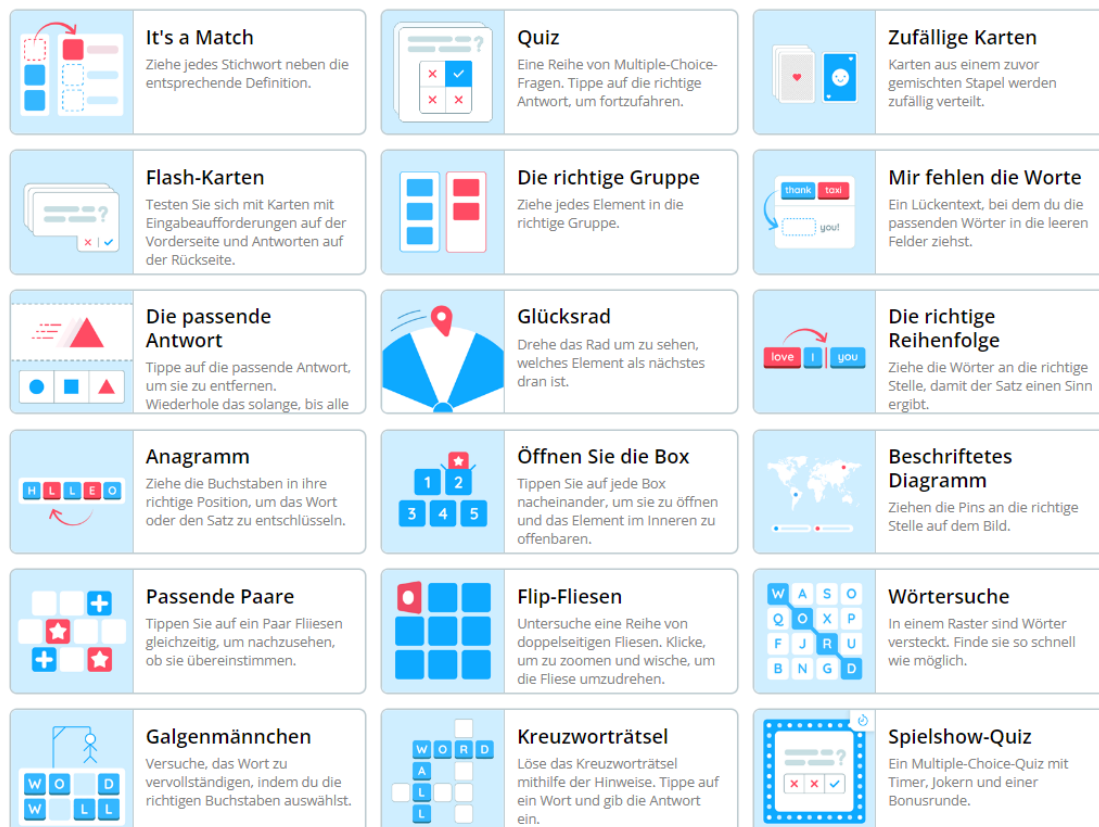 It's a Match
Ziehe jedes Stichwort neben die
entsprechende Definition.
?
Quiz
Eine Reihe von Multiple-Choice-
Fragen. Tippe auf die richtige
Antwort, um fortzufahren.
Zufällige Karten
Karten aus einem zuvor
gemischten Stapel werden
zufällig verteilt.
?
Flash-Karten
Testen Sie sich mit Karten mit
Eingabeaufforderungen auf der
Vorderseite und Antworten auf
der Rückseite.
Die richtige Gruppe
Ziehe jedes Element in die
richtige Gruppe.
thank taxi
you!
Mir fehlen die Worte
Ein Lückentext, bei dem du die
passenden Wörter in die leeren
Felder ziehst.
Die passende
Antwort
Tippe auf die passende Antwort,
um sie zu entfernen.
Wiederhole das solange, bis alle
Glücksrad
Drehe das Rad um zu sehen,
welches Element als nächstes
dran ist.
love I you
Die richtige
Reihenfolge
Ziehe die Wörter an die richtige
Stelle, damit der Satz einen Sinn
ergibt.
H L L E O
Anagramm
Ziehe die Buchstaben in ihre
richtige Position, um das Wort
oder den Satz zu entschlüsseln.
1 2
3 4 5
Öffnen Sie die Box
Tippen Sie auf jede Box
nacheinander, um sie zu öffnen
und das Element im Inneren zu
offenbaren.
Beschriftetes
Diagramm
Ziehen die Pins an die richtige
Stelle auf dem Bild.
Passende Paare
Tippen Sie auf ein Paar Fliiesen
gleichzeitig, um nachzusehen,
ob sie übereinstimmen.
Flip-Fliesen
Untersuche eine Reihe von
doppelseitigen Fliesen. Klicke,
um zu zoomen und wische, um
die Fliese umzudrehen.
W A S O
Q O X P
F J R U
B N G D
Wörtersuche
In einem Raster sind Wörter
versteckt. Finde sie so schnell
wie möglich.
W O D
W L L
Galgenmännchen
Versuche, das Wort zu
vervollständigen, indem du die
richtigen Buchstaben auswählst.
W O R D
A
L
L
Kreuzworträtsel
Löse das Kreuzworträtsel
mithilfe der Hinweise. Tippe auf
ein Wort und gib die Antwort
ein.
?
Spielshow-Quiz
Ein Multiple-Choice-Quiz mit
Timer, Jokern und einer
Bonusrunde.